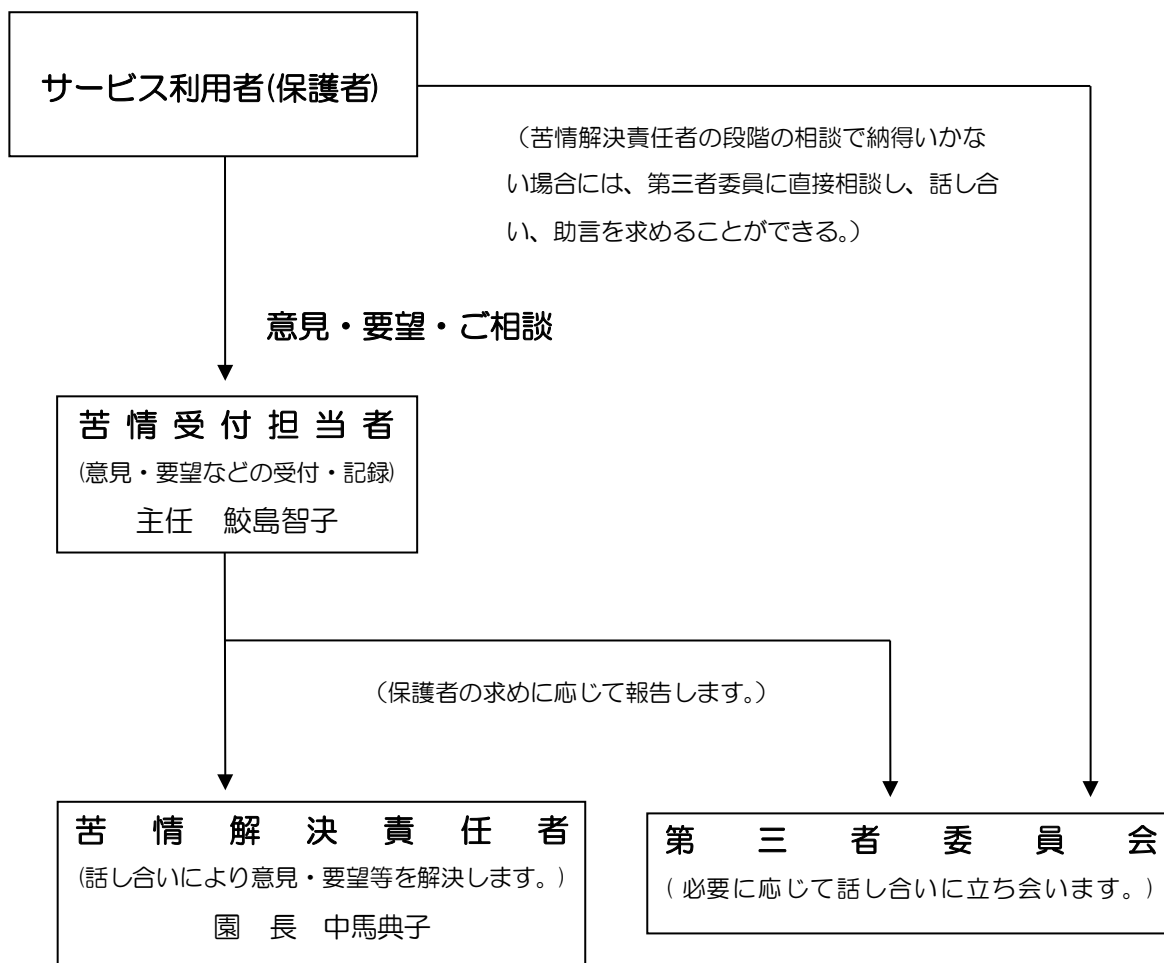 サービス利用者(保護者)
（苦情解決責任者の段階の相談で納得いかな
い場合には、第三者委員に直接相談し、話し合
い、助言を求めることができる。）
意見・要望・ご相談
苦情受付担当者
(意見・要望などの受付・記録)
主任　鮫島智子
（保護者の求めに応じて報告します。）
苦情解決責任者
(話し合いにより意見・要望等を解決します。)
園　長　中馬典子
第三者委員会
(必要に応じて話し合いに立ち会います。)